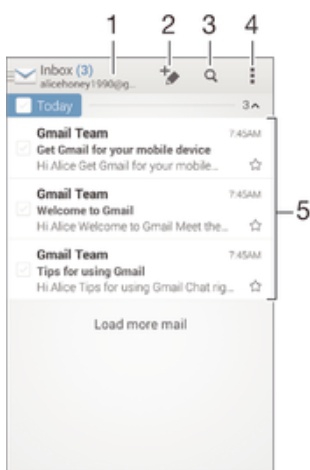 1 2 3 4
Inbox (3)
alicehoney1990@g...
Today 3
Gmail Team 7:45AM
Get Gmail for your mobile device
Hi Alice Get Gmail for your mobile...
Gmail Team 7:45AM
Welcome to Gmail
Hi Alice Welcome to Gmail Meet the...
5
Gmail Team 7:45AM
Tips for using Gmail
Hi Alice Tips for using Gmail Chat rig...
Load more mail